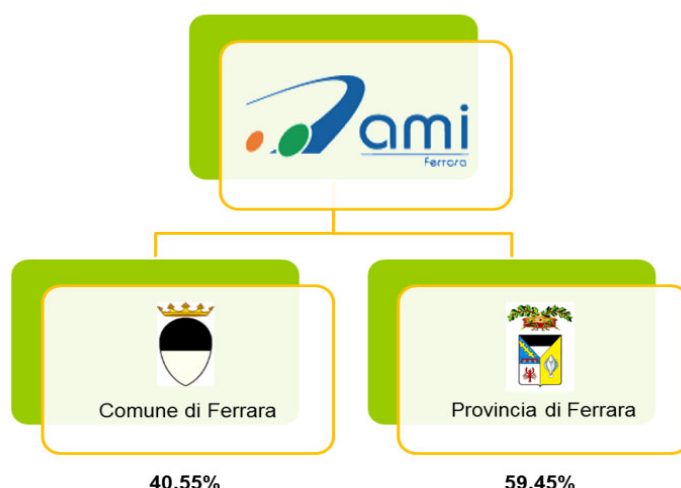 ami
Ferrara
Comune di Ferrara
Provincia di Ferrara
40,55%
59,45%